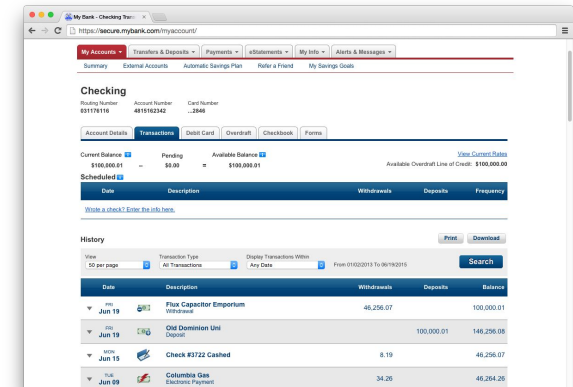 My Bank - Checking Trans
https://secure.mybank.com/myaccount/
My Accounts Transfers & Deposits Payments eStatements My Info Alerts & Messages
Summary External Accounts Automatic Savings Plan Refer a Friend My Savings Goals
Checking
Routing Number Account Number Card Number
031176116 4815162342 ...2846
Account Details Transactions Debit Card Overdraft Checkbook Forms
View Current Rates
Current Balance Pending Available Balance
$100,000.01 – $0.00 = $100,000.01 Available Overdraft Line of Credit: $100,000.00
Scheduled
Date Description Withdrawals Deposits Frequency
Wrote a check? Enter the info here.
History Print Download
View Transaction Type Display Transactions Within
50 per page All Transactions Any Date From 01/02/2013 To 06/19/2015 Search
Date Description Withdrawals Deposits Balance
FRI Jun 19 Flux Capacitor Emporium 46,256.07 100,000.01
Withdrawal
FRI Jun 19 Old Dominion Uni 100,000.01 146,256.08
Deposit
MON Jun 15 Check #3722 Cashed 8.19 46,256.07
TUE Jun 09 Columbia Gas 34.26 46,264.26
Electronic Payment